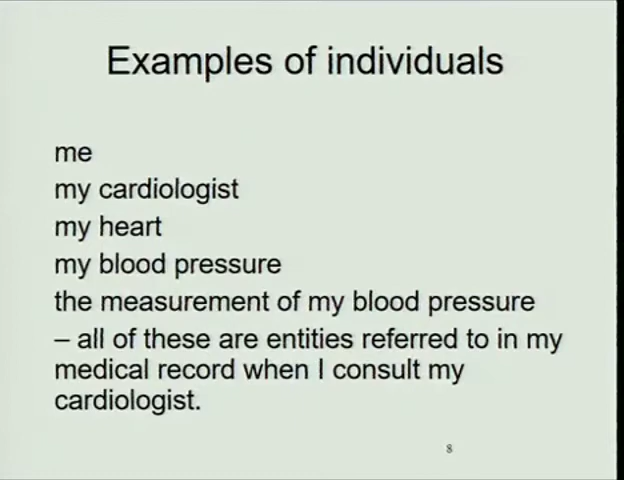 Examples of individuals
me
my cardiologist
my heart
my blood pressure
the measurement of my blood pressure
– all of these are entities referred to in my
medical record when I consult my
cardiologist.
8